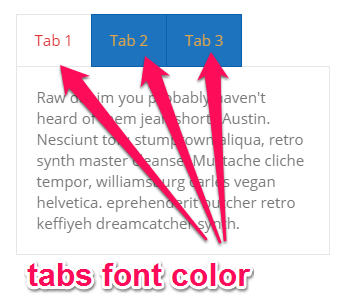 Tab 1 Tab 2 Tab 3
Raw denim you probably haven't
heard of them jean shorts Austin.
Nesciunt tofu stumptown aliqua, retro
synth master cleanse. Mustache cliche
tempor, williamsburg carles vegan
helvetica. eprehenderit butcher retro
keffiyeh dreamcatcher synth.
tabs font color